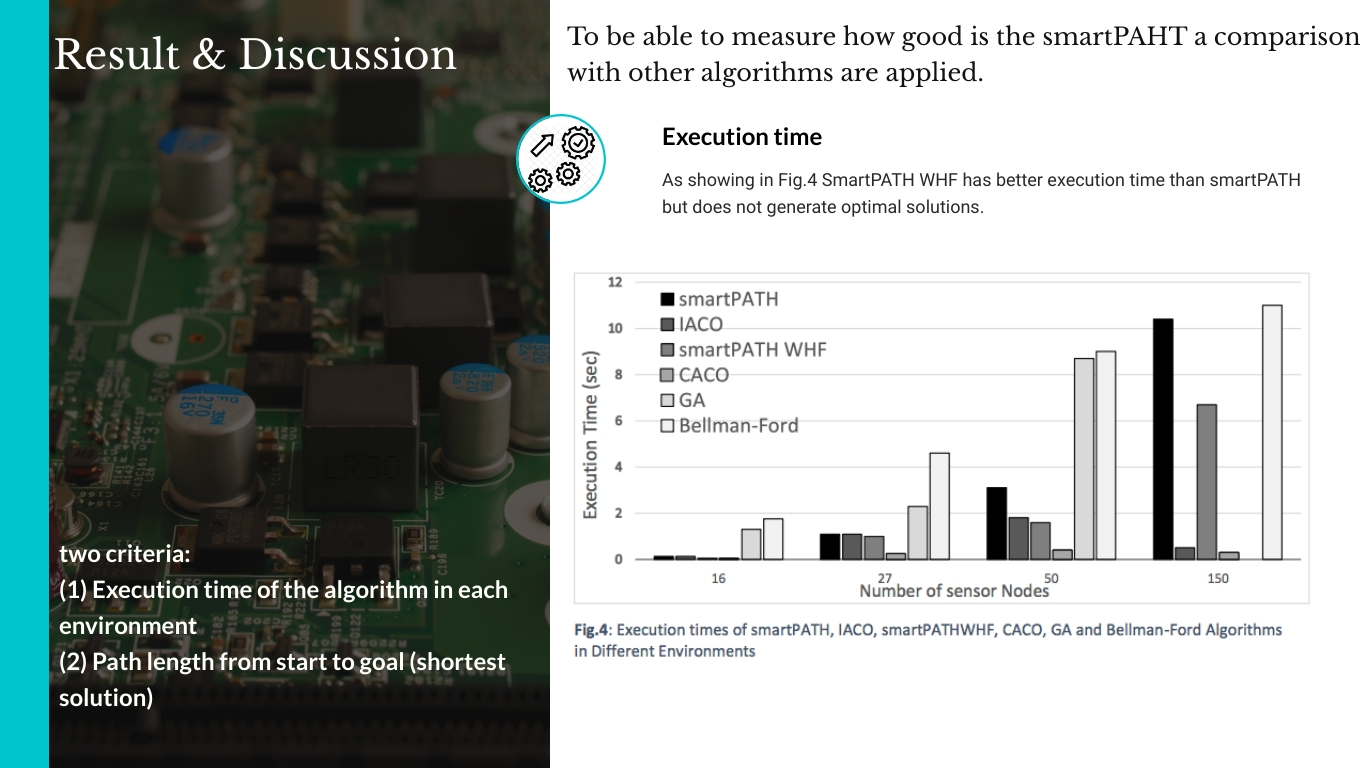 Result & Discussion
two criteria:
(1) Execution time of the algorithm in each
environment
(2) Path length from start to goal (shortest
solution)
To be able to measure how good is the smartPAHT a comparison
with other algorithms are applied.
Execution time
As showing in Fig.4 SmartPATH WHF has better execution time than smartPATH
but does not generate optimal solutions.
Execution Time (sec)
12
10
8
6
4
2
0
smartPATH
IACO
smartPATH WHF
CACO
GA
Bellman-Ford
16 27 50 150
Number of sensor Nodes
Fig.4: Execution times of smartPATH, IACO, smartPATHWHF, CACO, GA and Bellman-Ford Algorithms
in Different Environments
LR30
TC20
R189
C196
X1